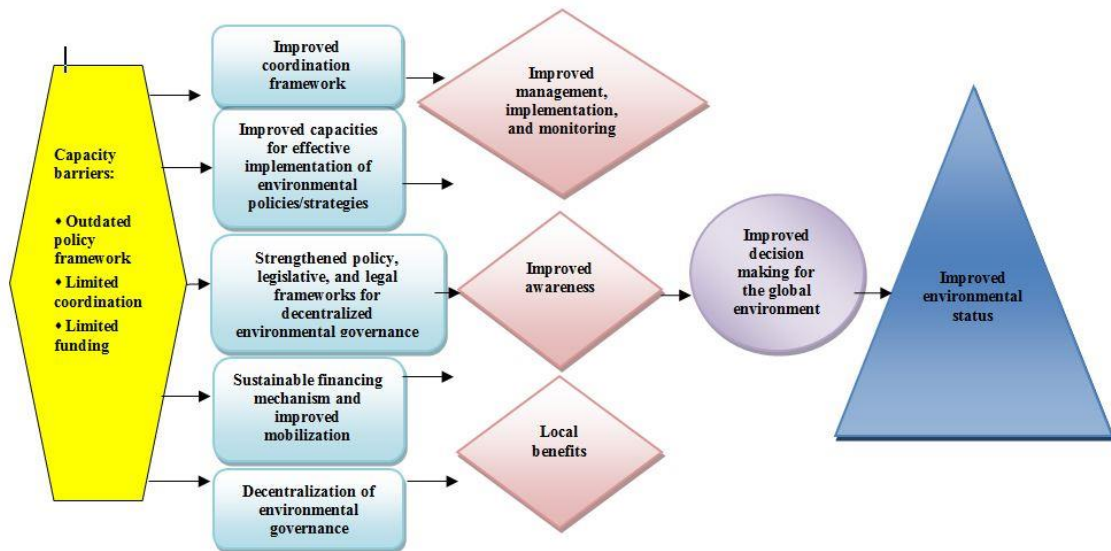 Capacity
barriers:
• Outdated
policy
framework
• Limited
coordination
• Limited
funding
Improved
coordination
framework
Improved capacities
for effective
implementation of
environmental
policies/strategies
Strengthened policy,
legislative, and legal
frameworks for
decentralized
environmental governance
Sustainable financing
mechanism and
improved
mobilization
Decentralization of
environmental
governance
Improved
management,
implementation,
and monitoring
Improved
awareness
Local
benefits
Improved
decision
making for
the global
environment
Improved
environmental
status